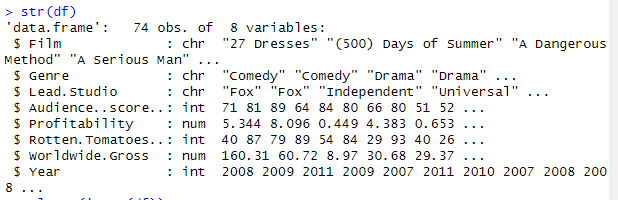 > str(df)
'data.frame':   74 obs. of  8 variables:
 $ Film             : chr  "27 Dresses" "(500) Days of Summer" "A Dangerous
Method" "A Serious Man" ...
 $ Genre            : chr  "Comedy" "Comedy" "Drama" "Drama" ...
 $ Lead.Studio      : chr  "Fox" "Fox" "Independent" "Universal" ...
 $ Audience..score..: int  71 81 89 64 84 80 66 80 51 52 ...
 $ Profitability    : num  5.344 8.096 0.449 4.383 0.653 ...
 $ Rotten.Tomatoes..: int  40 87 79 89 54 84 29 93 40 26 ...
 $ Worldwide.Gross  : num  160.31 60.72 8.97 30.68 29.37 ...
 $ Year             : int  2008 2009 2011 2009 2007 2011 2010 2007 2008 200
8 ...